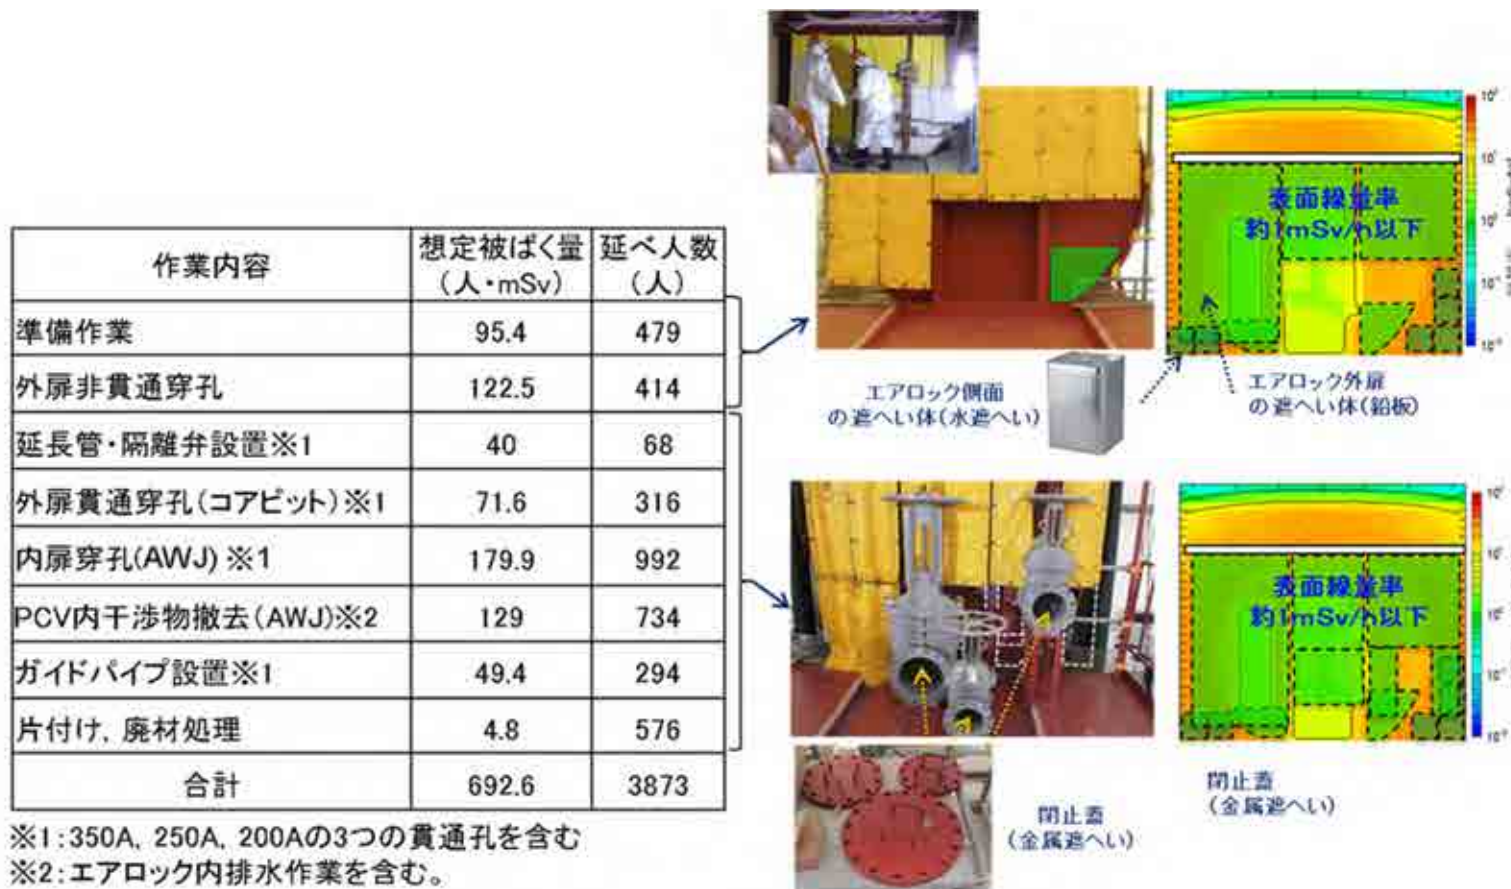 作業内容
想定被ばく量
(人・mSv)
延べ人数
(人)
準備作業 95.4 479
外扉非貫通穿孔 122.5 414
延長管・隔離弁設置※1 40 68
外扉貫通穿孔(コアビット)※1 71.6 316
内扉穿孔(AWJ) ※1 179.9 992
PCV内干渉物撤去(AWJ)※2 129 734
ガイドパイプ設置※1 49.4 294
片付け, 廃材処理 4.8 576
合計 692.6 3873
※1:350A, 250A, 200Aの3つの貫通孔を含む
※2:エアロック内排水作業を含む。
表面線量率
約1mSv/h以下
エアロック側面
の遮へい体(水遮へい)
エアロック外扉
の遮へい体(鉛板)
表面線量率
約1mSv/h以下
閉止蓋
(金属遮へい)
閉止蓋
(金属遮へい)